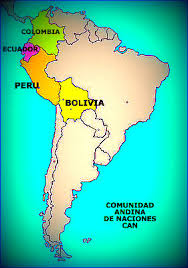 COLOMBIA
ECUADOR
PERU
BOLIVIA
COMUNIDAD
ANDINA
DE NACIONES
CAN